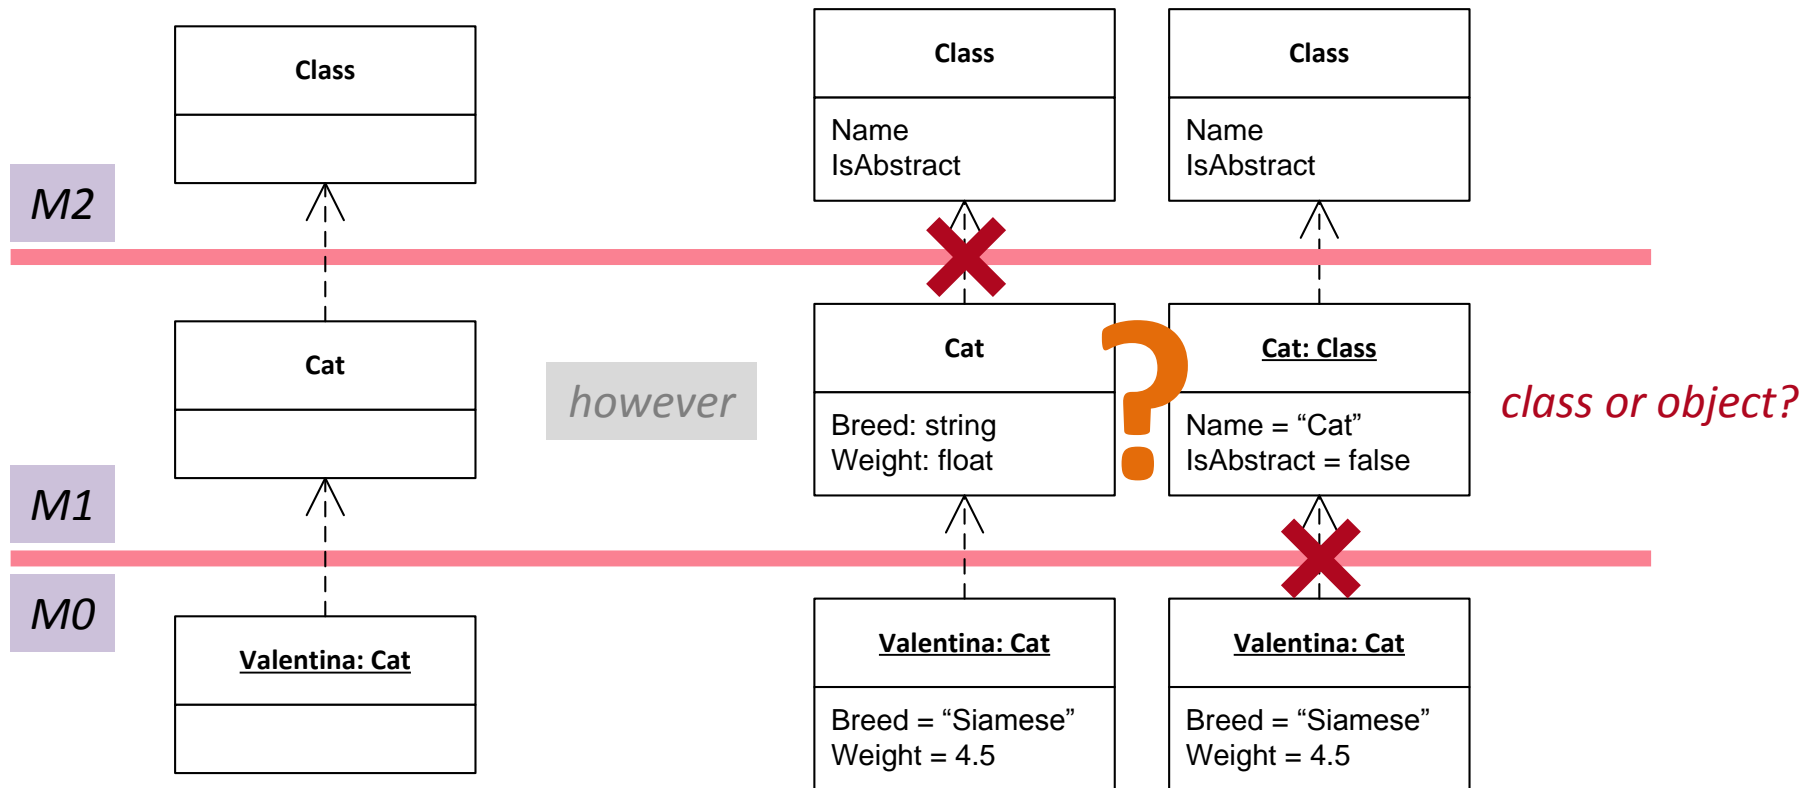 Class
Class
Name
IsAbstract
Class
Name
IsAbstract
M2
Cat
however
Cat
Breed: string
Weight: float
?
Cat: Class
Name = “Cat”
IsAbstract = false
class or object?
M1
M0
Valentina: Cat
Valentina: Cat
Breed = “Siamese”
Weight = 4.5
Valentina: Cat
Breed = “Siamese”
Weight = 4.5